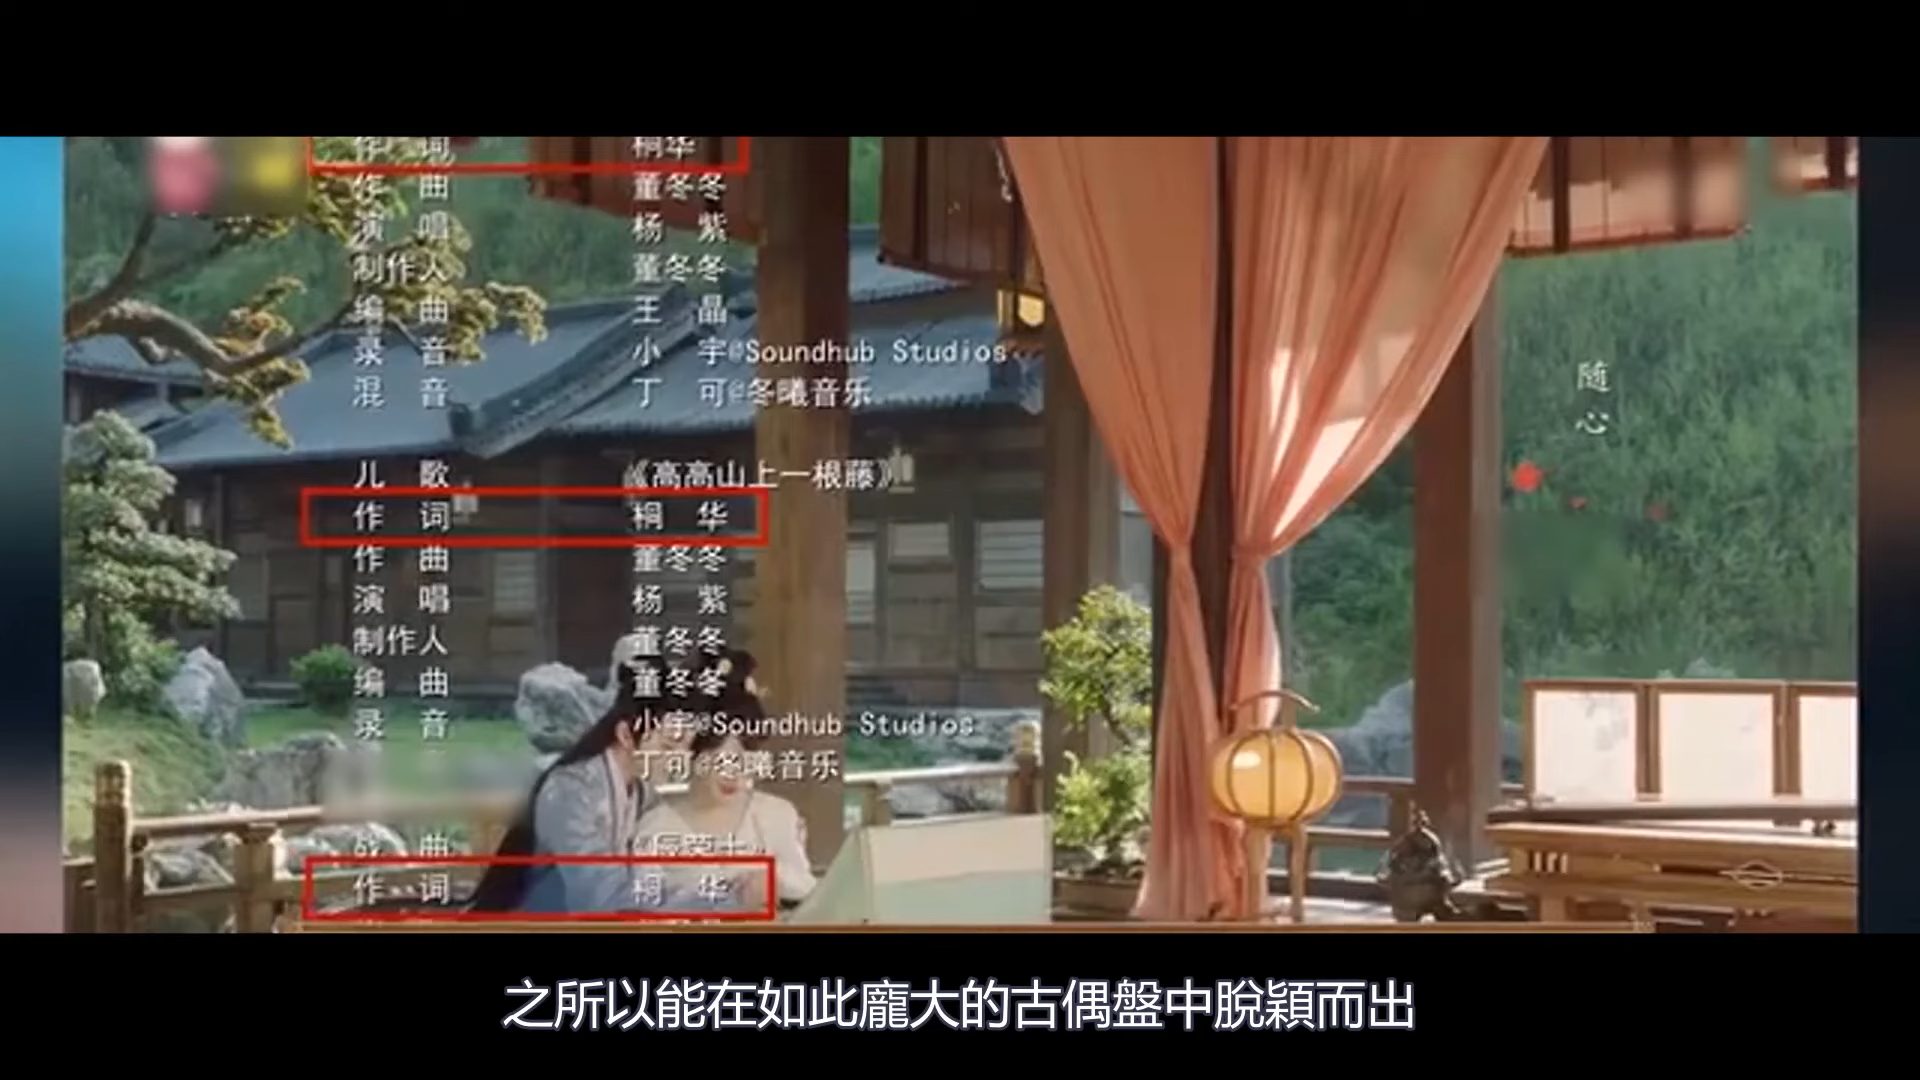 作 词 桐华
作 曲 董冬冬
演 唱 杨 紫
制作人 董冬冬
编 曲 王 晶
录 音 小 宇@Soundhub Studios
混 音 丁 可@冬曦音乐
儿 歌 《高高山上一根藤》
作 词 桐 华
作 曲 董冬冬
演 唱 杨 紫
制作人 董冬冬
编 曲 董冬冬
录 音 小宇@Soundhub Studios
丁可@冬曦音乐
战 曲
作 词 桐 华
随心
之所以能在如此龐大的古偶盤中脫穎而出